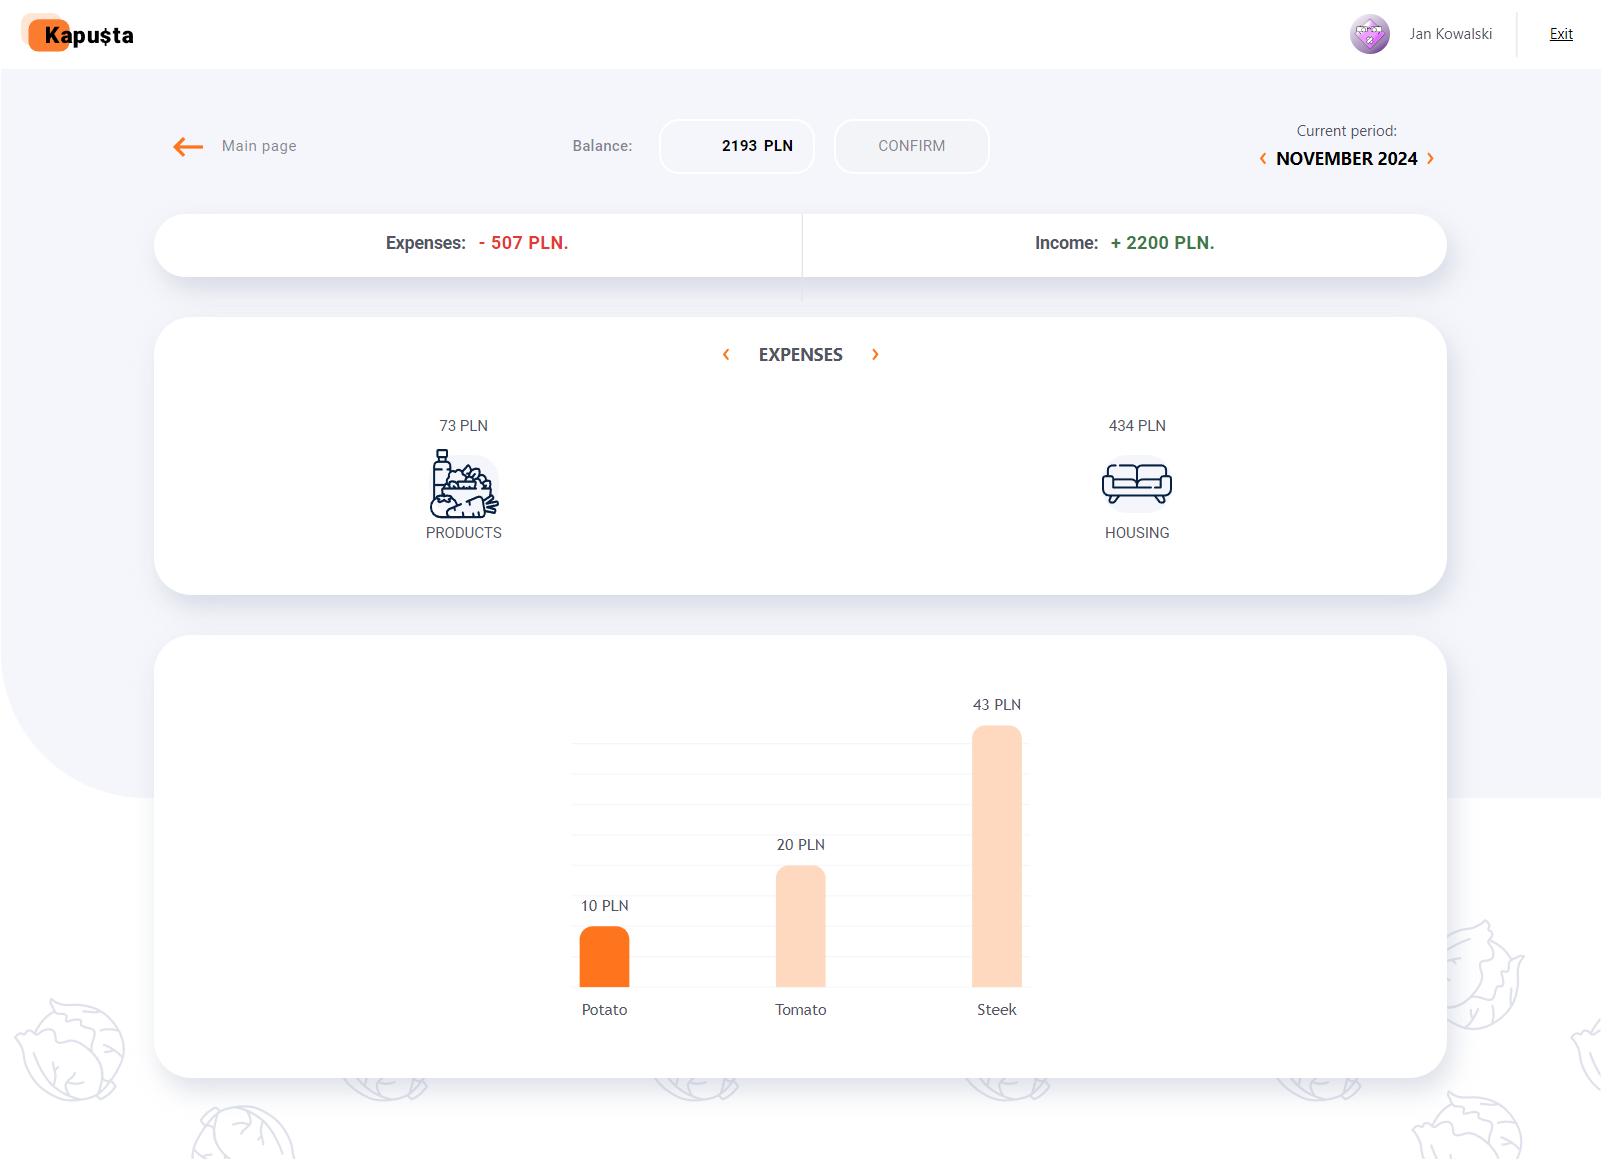 Kapu$ta
Jan Kowalski
Exit
Main page
Balance:
2193 PLN
CONFIRM
Current period:
NOVEMBER 2024
Expenses: - 507 PLN.
Income: + 2200 PLN.
EXPENSES
73 PLN
PRODUCTS
434 PLN
HOUSING
43 PLN
20 PLN
10 PLN
Potato
Tomato
Steek